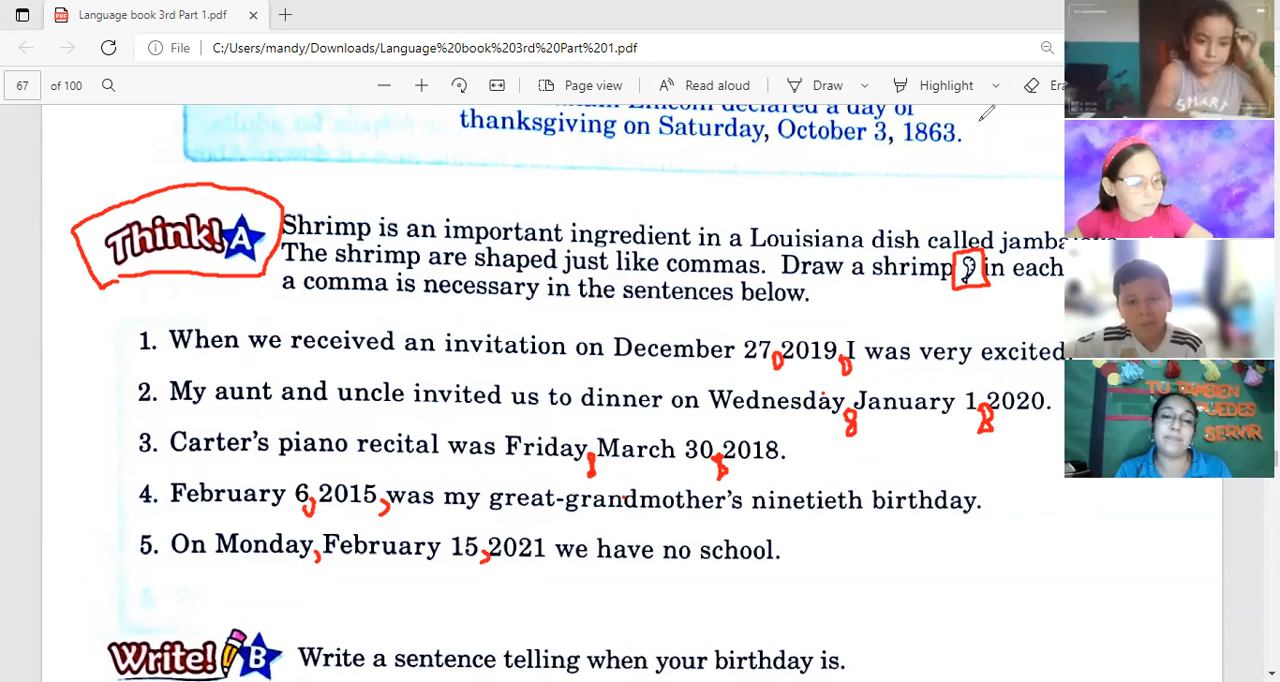 Language book 3rd Part 1.pdf
File C:/Users/mandy/Downloads/Language%20book%203rd%20Part%201.pdf
67 of 100 Page view Read aloud Draw Highlight
Lincoln declared a day of
thanksgiving on Saturday, October 3, 1863.
Think! A Shrimp is an important ingredient in a Louisiana dish called
The shrimp are shaped just like commas. Draw a shrimp in each
a comma is necessary in the sentences below.
1. When we received an invitation on December 27, 2019, I was very excited.
2. My aunt and uncle invited us to dinner on Wednesday, January 1, 2020.
3. Carter's piano recital was Friday, March 30, 2018.
4. February 6, 2015, was my great-grandmother's ninetieth birthday.
5. On Monday, February 15, 2021 we have no school.
Write! B Write a sentence telling when your birthday is.
SMART
TU TAMBIEN
PUEDES
SERVIR